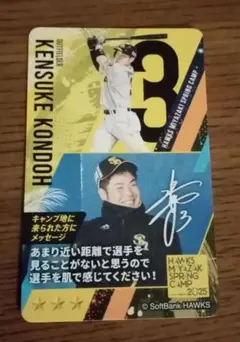 OUTFIELDER
KENSUKE KONDOH
3
HAWKS MIYAZAKI SPRING CAMP
キャンプ地に
来られた方に
メッセージ
あまり近い距離で選手を
見ることがないと思うので
選手を肌で感じてください!
HAWKS
MIYAZAKI
SPRING
CAMP
2025
© SoftBank HAWKS